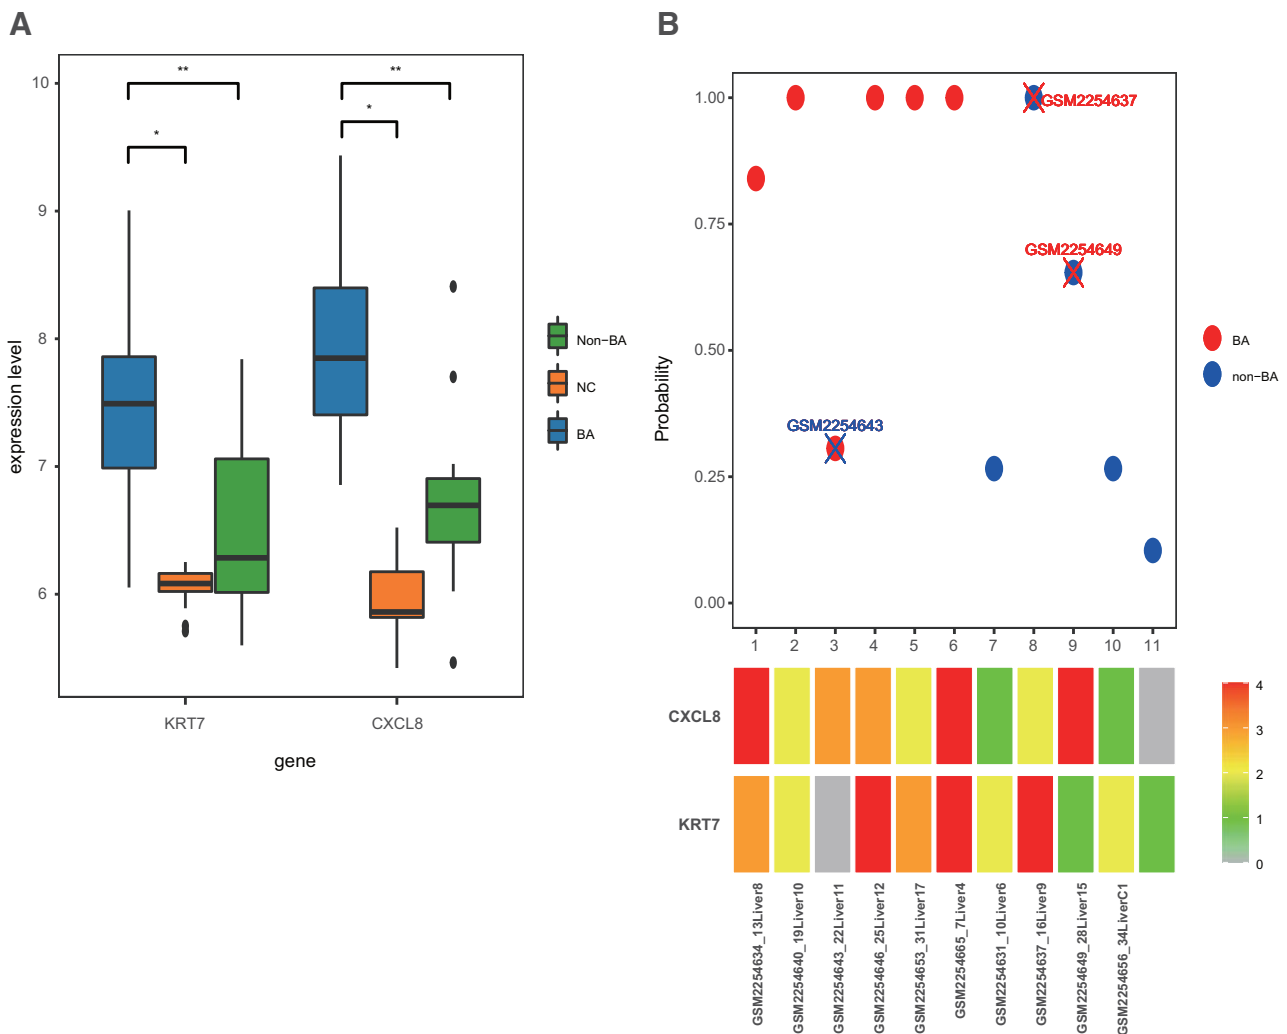 A
10
9
8
7
6
expression level
**
*
**
*
KRT7
CXCL8
gene
Non-BA
NC
BA
B
1.00
0.75
0.50
0.25
0.00
Probability
GSM2254637
GSM2254649
GSM2254643
BA
non-BA
1 2 3 4 5 6 7 8 9 10 11
CXCL8
KRT7
4
3
2
1
0
GSM2254634_13Liver8
GSM2254640_19Liver10
GSM2254643_22Liver11
GSM2254646_25Liver12
GSM2254653_31Liver17
GSM2254665_7Liver4
GSM2254631_10Liver6
GSM2254637_16Liver9
GSM2254649_28Liver15
GSM2254656_34LiverC1